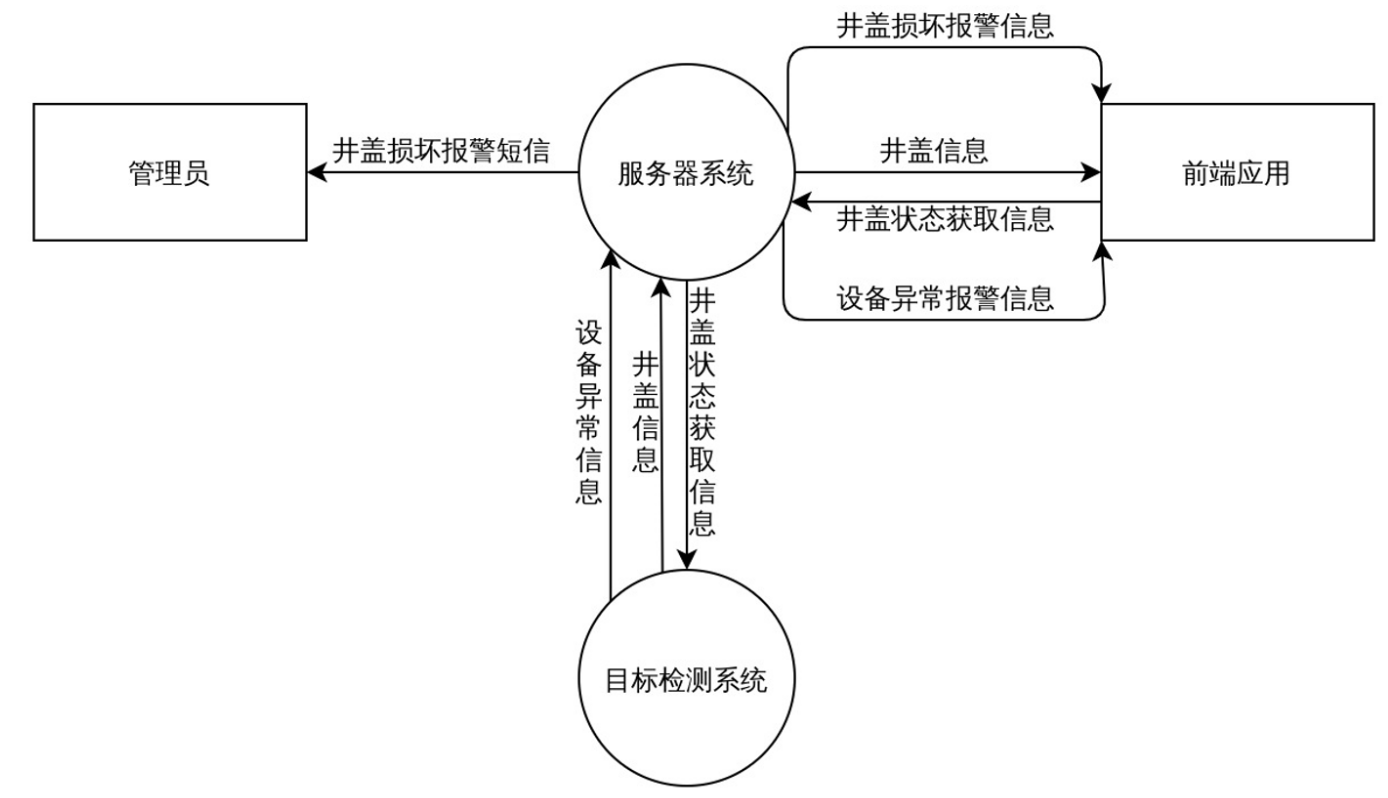 井盖损坏报警信息
管理员
井盖损坏报警短信
服务器系统
井盖信息
前端应用
井盖状态获取信息
设备异常报警信息
设备异常信息
井盖信息
井盖状态获取信息
目标检测系统